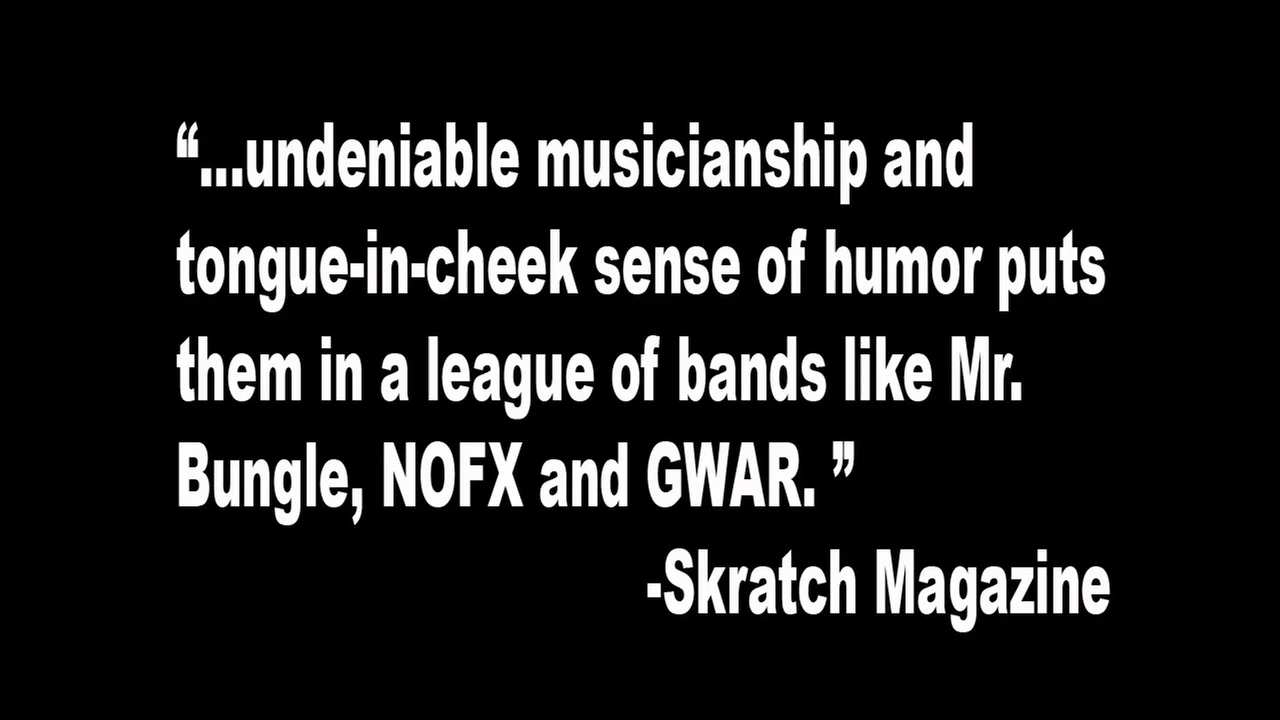 “...undeniable musicianship and
tongue-in-cheek sense of humor puts
them in a league of bands like Mr.
Bungle, NOFX and GWAR. ”
-Skratch Magazine